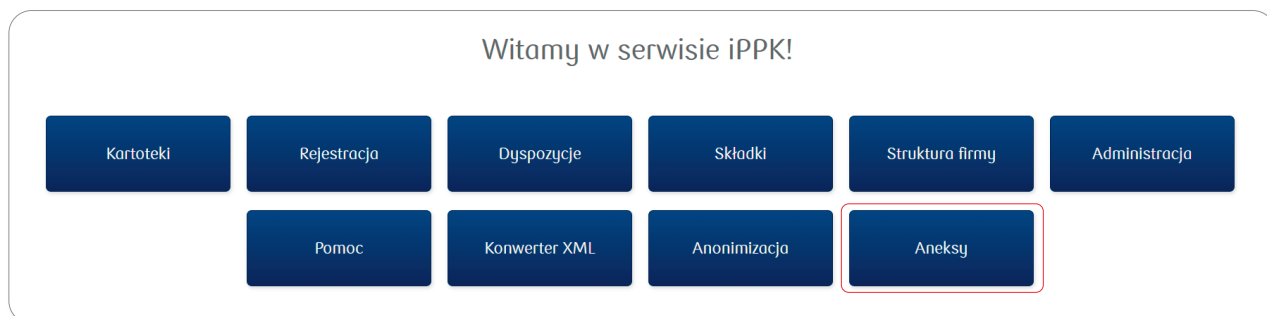 Witamy w serwisie iPPK!
Kartoteki
Rejestracja
Dyspozycje
Składki
Struktura firmy
Administracja
Pomoc
Konwerter XML
Anonimizacja
Aneksy